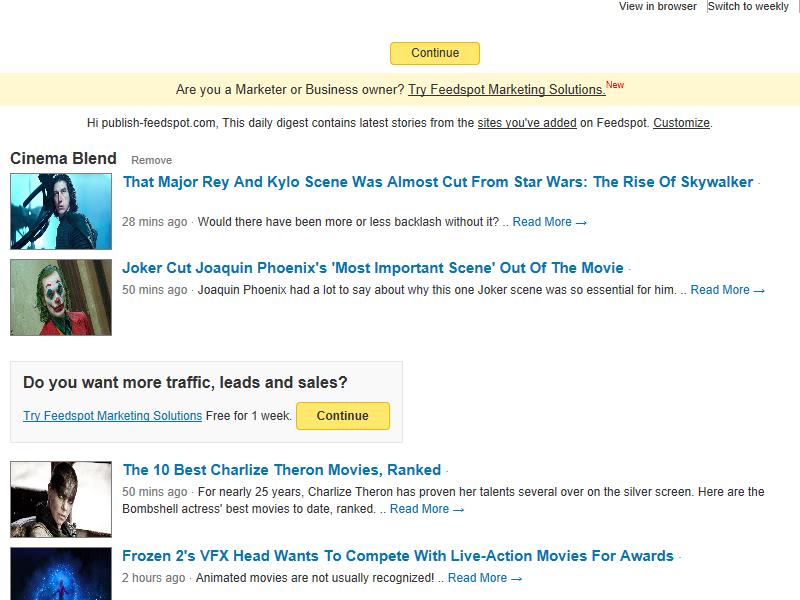 View in browser Switch to weekly
Continue
Are you a Marketer or Business owner? Try Feedspot Marketing Solutions.New
Hi publish-feedspot.com, This daily digest contains latest stories from the sites you've added on Feedspot. Customize.
Cinema Blend Remove
That Major Rey And Kylo Scene Was Almost Cut From Star Wars: The Rise Of Skywalker ·
28 mins ago · Would there have been more or less backlash without it? .. Read More →
Joker Cut Joaquin Phoenix's 'Most Important Scene' Out Of The Movie ·
50 mins ago · Joaquin Phoenix had a lot to say about why this one Joker scene was so essential for him. .. Read More →
Do you want more traffic, leads and sales?
Try Feedspot Marketing Solutions Free for 1 week. Continue
The 10 Best Charlize Theron Movies, Ranked ·
50 mins ago · For nearly 25 years, Charlize Theron has proven her talents several over on the silver screen. Here are the
Bombshell actress' best movies to date, ranked. .. Read More →
Frozen 2's VFX Head Wants To Compete With Live-Action Movies For Awards ·
2 hours ago · Animated movies are not usually recognized! .. Read More →